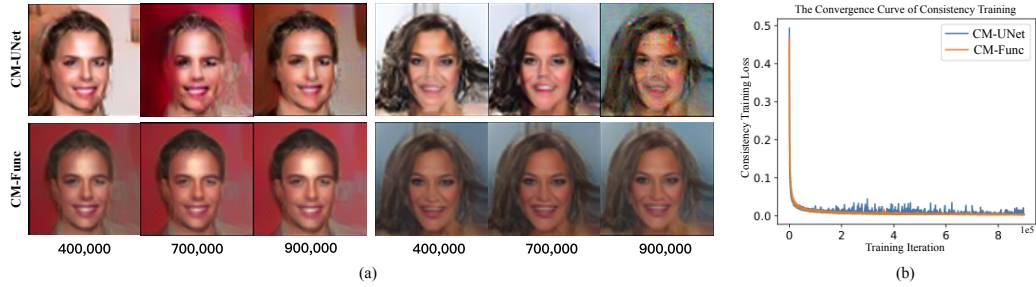 CM-UNet
CM-Func
400,000
700,000
900,000
400,000
700,000
900,000
(a)
The Convergence Curve of Consistency Training
CM-UNet
CM-Func
Consistency Training Loss
0.5
0.4
0.3
0.2
0.1
0.0
0
2
4
6
8
1e5
Training Iteration
(b)